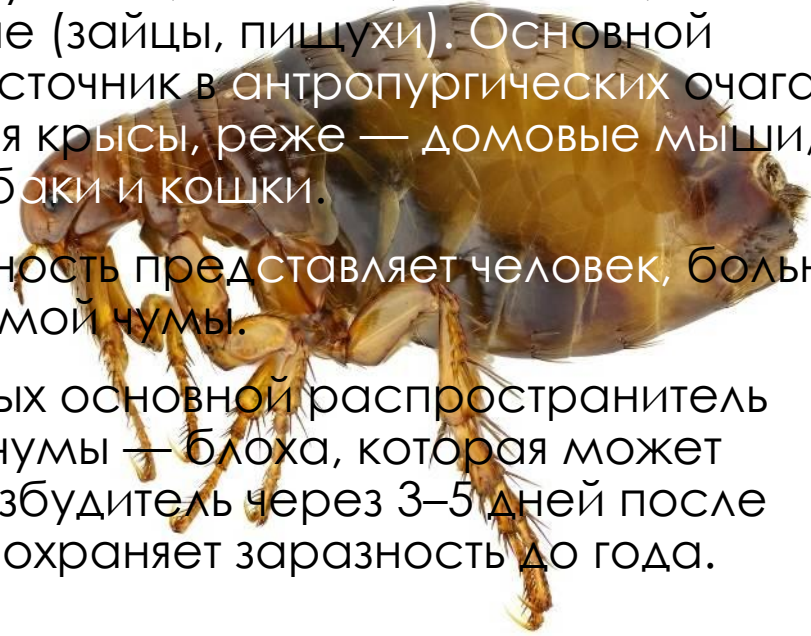 е (зайцы, пищухи). Основной
сточник в антропургических очаго
я крысы, реже — домовые мыши,
баки и кошки.
ность представляет человек, больн
мой чумы.
ых основной распространитель
чумы — блоха, которая может
збудитель через 3–5 дней после
охраняет заразность до года.